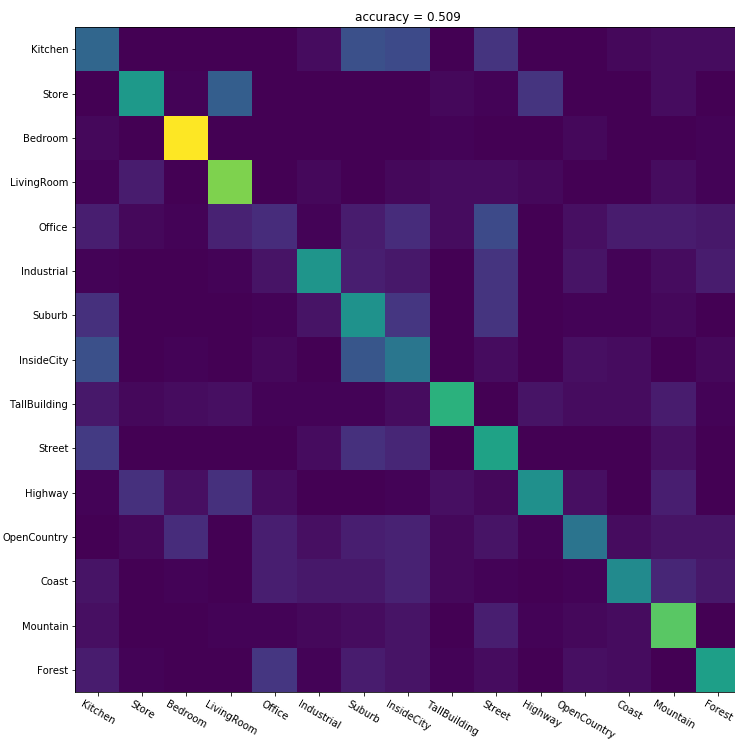 accuracy = 0.509
Kitchen
Store
Bedroom
LivingRoom
Office
Industrial
Suburb
InsideCity
TallBuilding
Street
Highway
OpenCountry
Coast
Mountain
Forest
Kitchen Store Bedroom LivingRoom Office Industrial Suburb InsideCity TallBuilding Street Highway OpenCountry Coast Mountain Forest